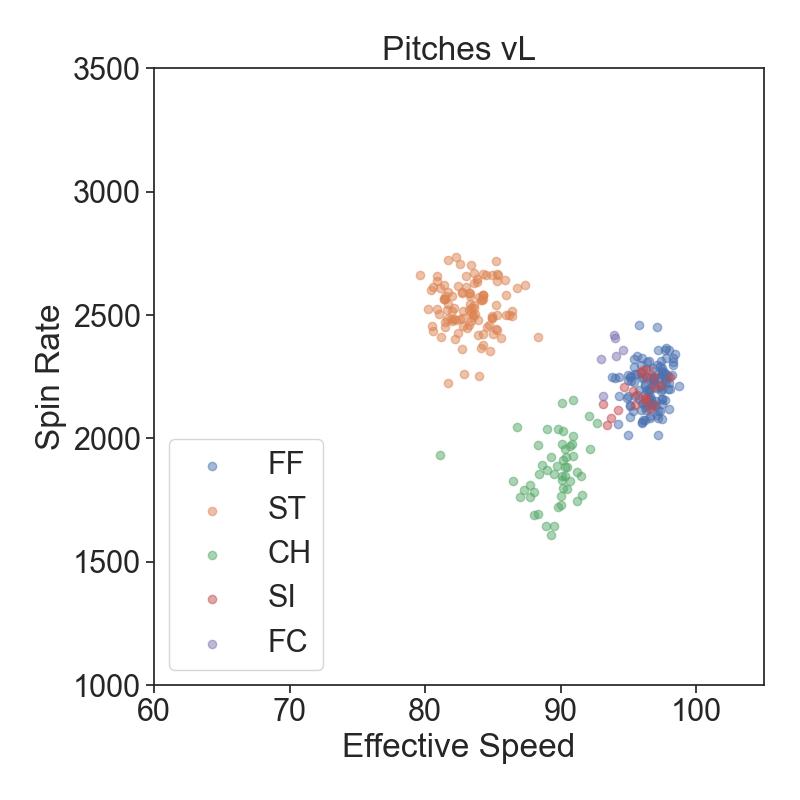 Pitches vL
3500
3000
2500
2000
1500
1000
Spin Rate
FF
ST
CH
SI
FC
60 70 80 90 100
Effective Speed